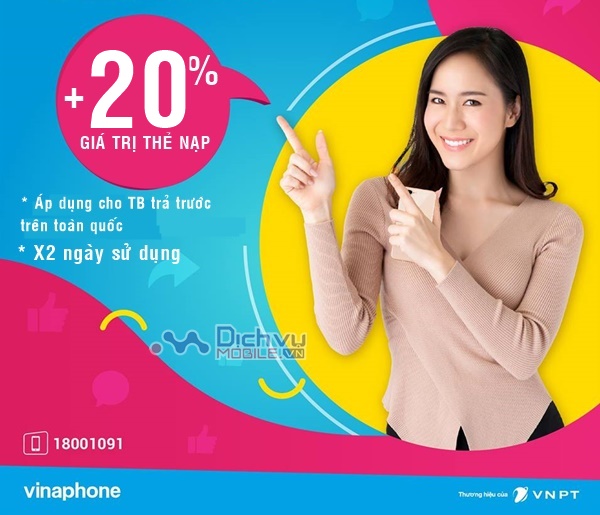 +20%
GIÁ TRỊ THẺ NẠP
* Áp dụng cho TB trả trước
trên toàn quốc
* X2 ngày sử dụng
Dichvu
MOBILE.VN
18001091
vinaphone
Thương hiệu của VNPT